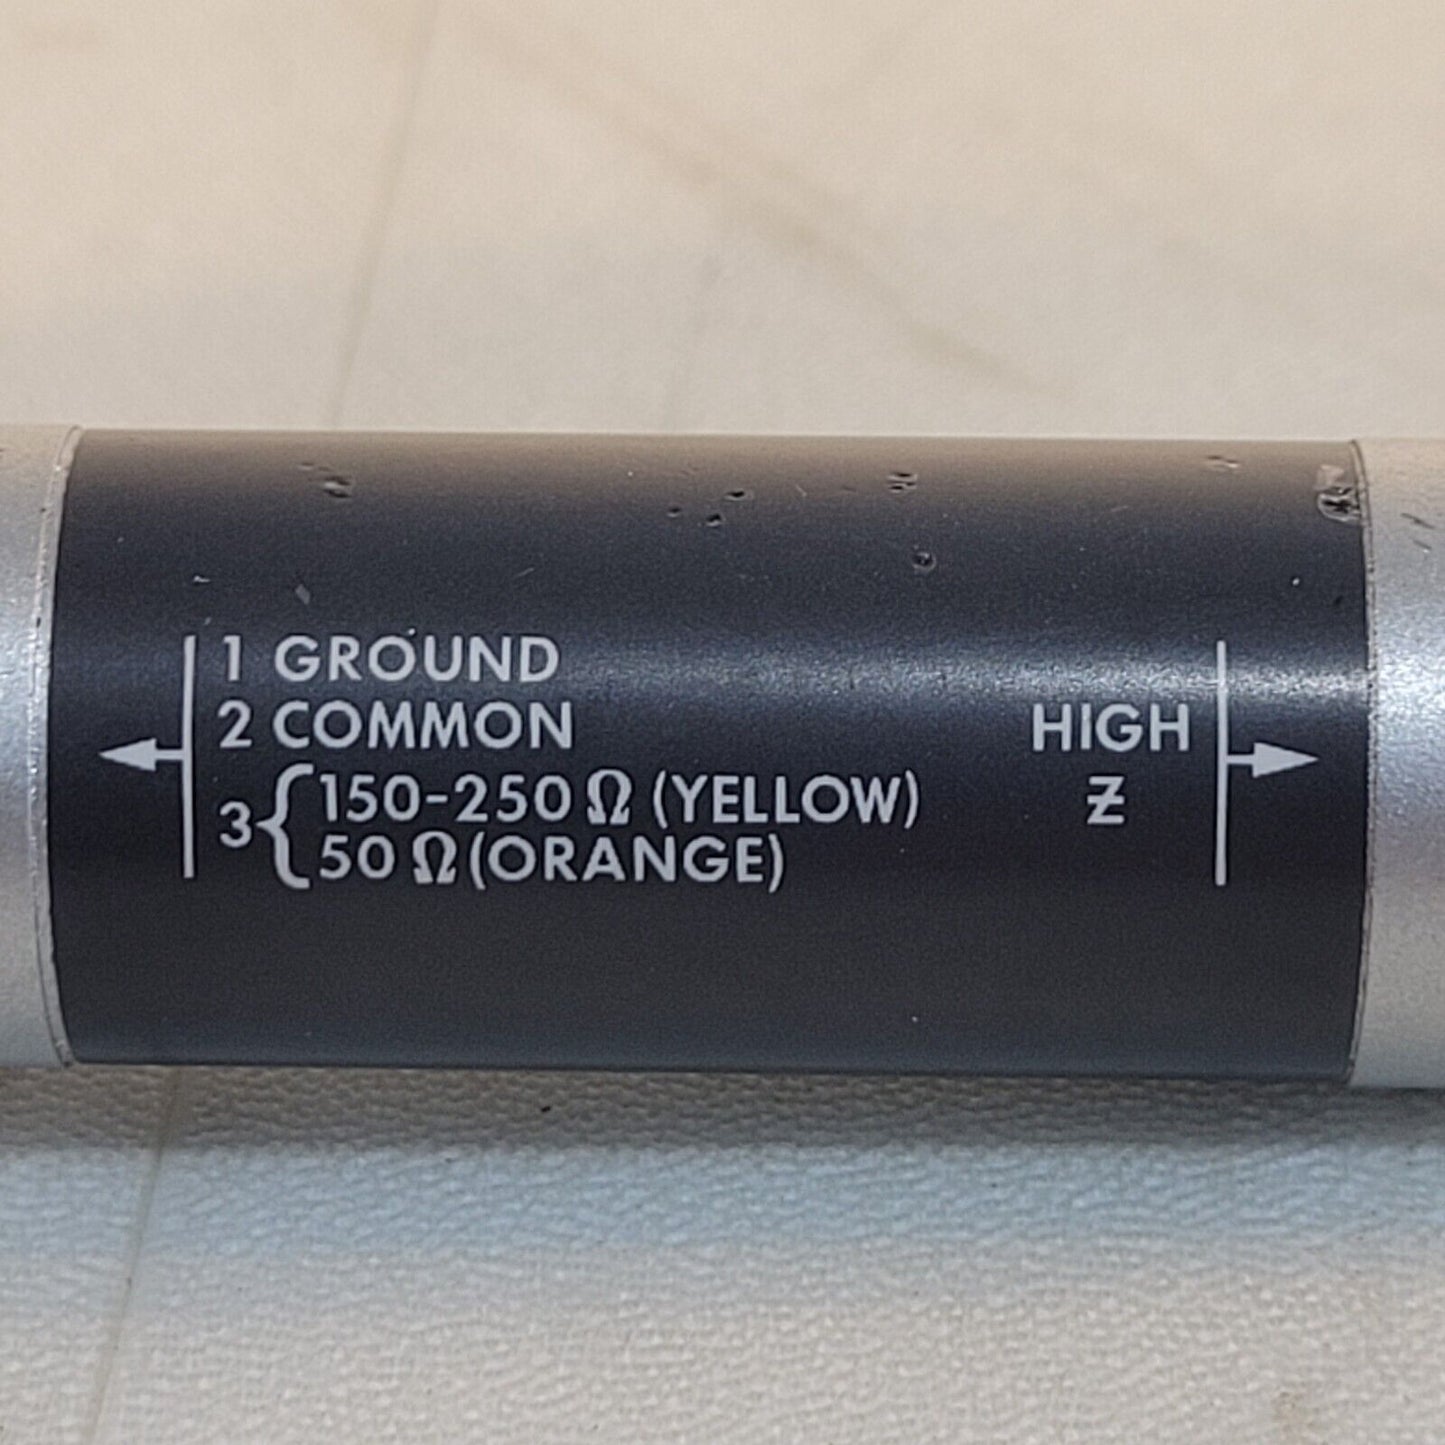 1 GROUND
2 COMMON
3 { 150-250 Ω (YELLOW)
50 Ω (ORANGE)
HIGH
Ƶ